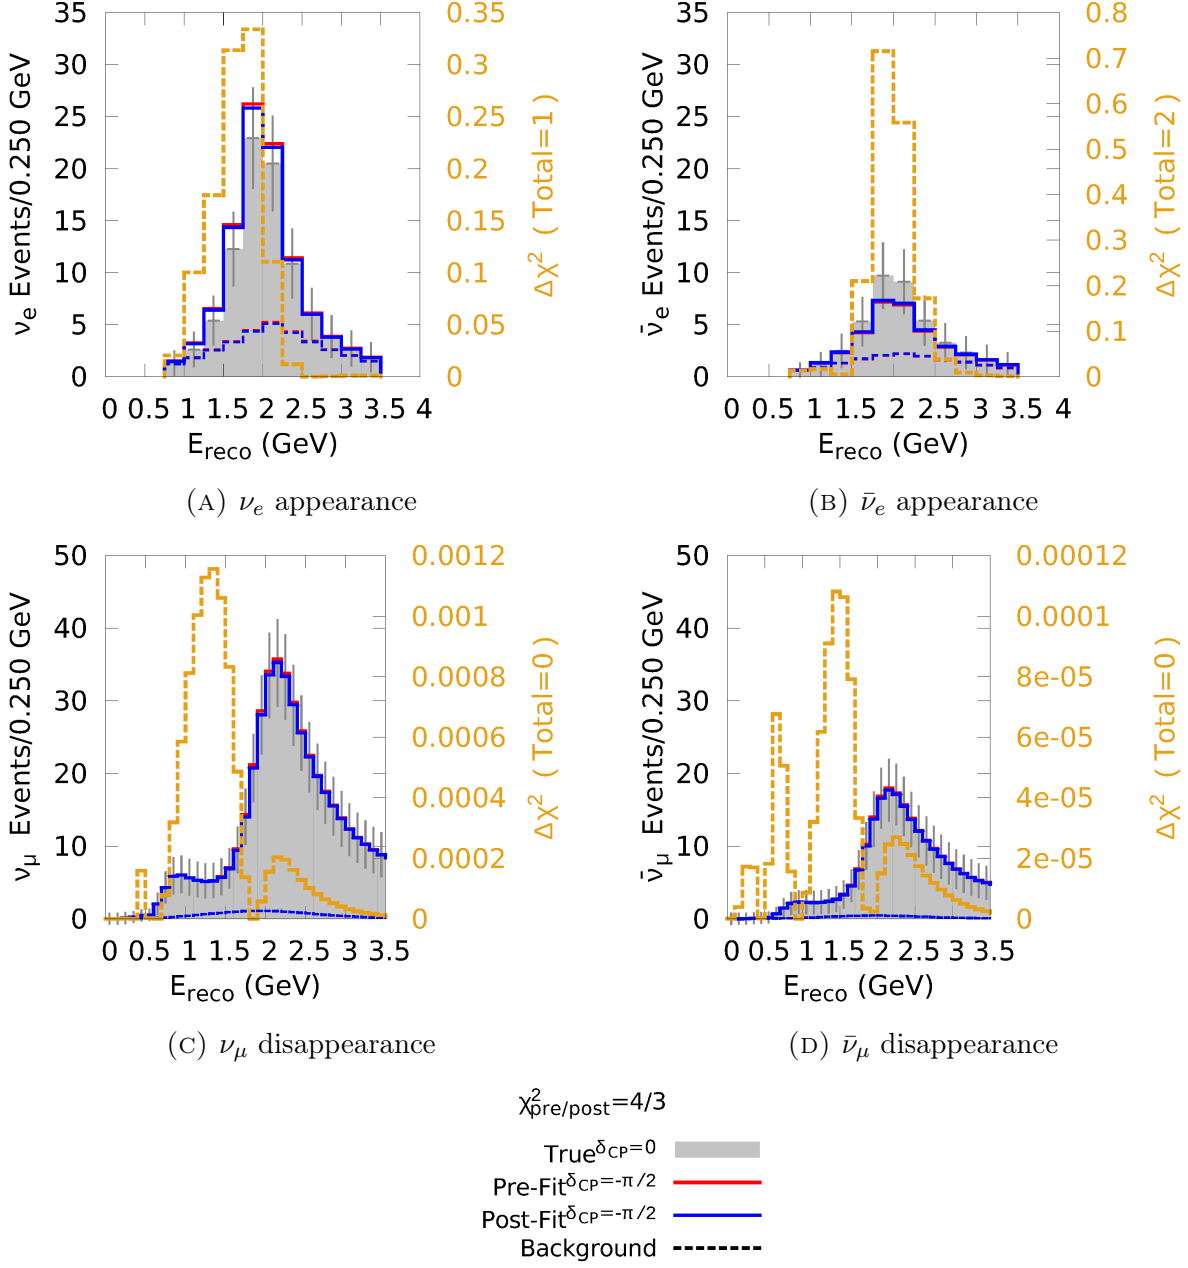 35
30
25
20
15
10
5
0
νe Events/0.250 GeV
0.35
0.3
0.25
0.2
0.15
0.1
0.05
0
Δχ² ( Total=1 )
0 0.5 1 1.5 2 2.5 3 3.5 4
Ereco (GeV)
(A) νe appearance
35
30
25
20
15
10
5
0
ν̄e Events/0.250 GeV
0.8
0.7
0.6
0.5
0.4
0.3
0.2
0.1
0
Δχ² ( Total=2 )
0 0.5 1 1.5 2 2.5 3 3.5 4
Ereco (GeV)
(B) ν̄e appearance
50
40
30
20
10
0
νμ Events/0.250 GeV
0.0012
0.001
0.0008
0.0006
0.0004
0.0002
0
Δχ² ( Total=0 )
0 0.5 1 1.5 2 2.5 3 3.5
Ereco (GeV)
(C) νμ disappearance
50
40
30
20
10
0
ν̄μ Events/0.250 GeV
0.00012
0.0001
8e-05
6e-05
4e-05
2e-05
0
Δχ² ( Total=0 )
0 0.5 1 1.5 2 2.5 3 3.5
Ereco (GeV)
(D) ν̄μ disappearance
χ²pre/post=4/3
True δCP=0
Pre-Fit δCP=-π/2
Post-Fit δCP=-π/2
Background